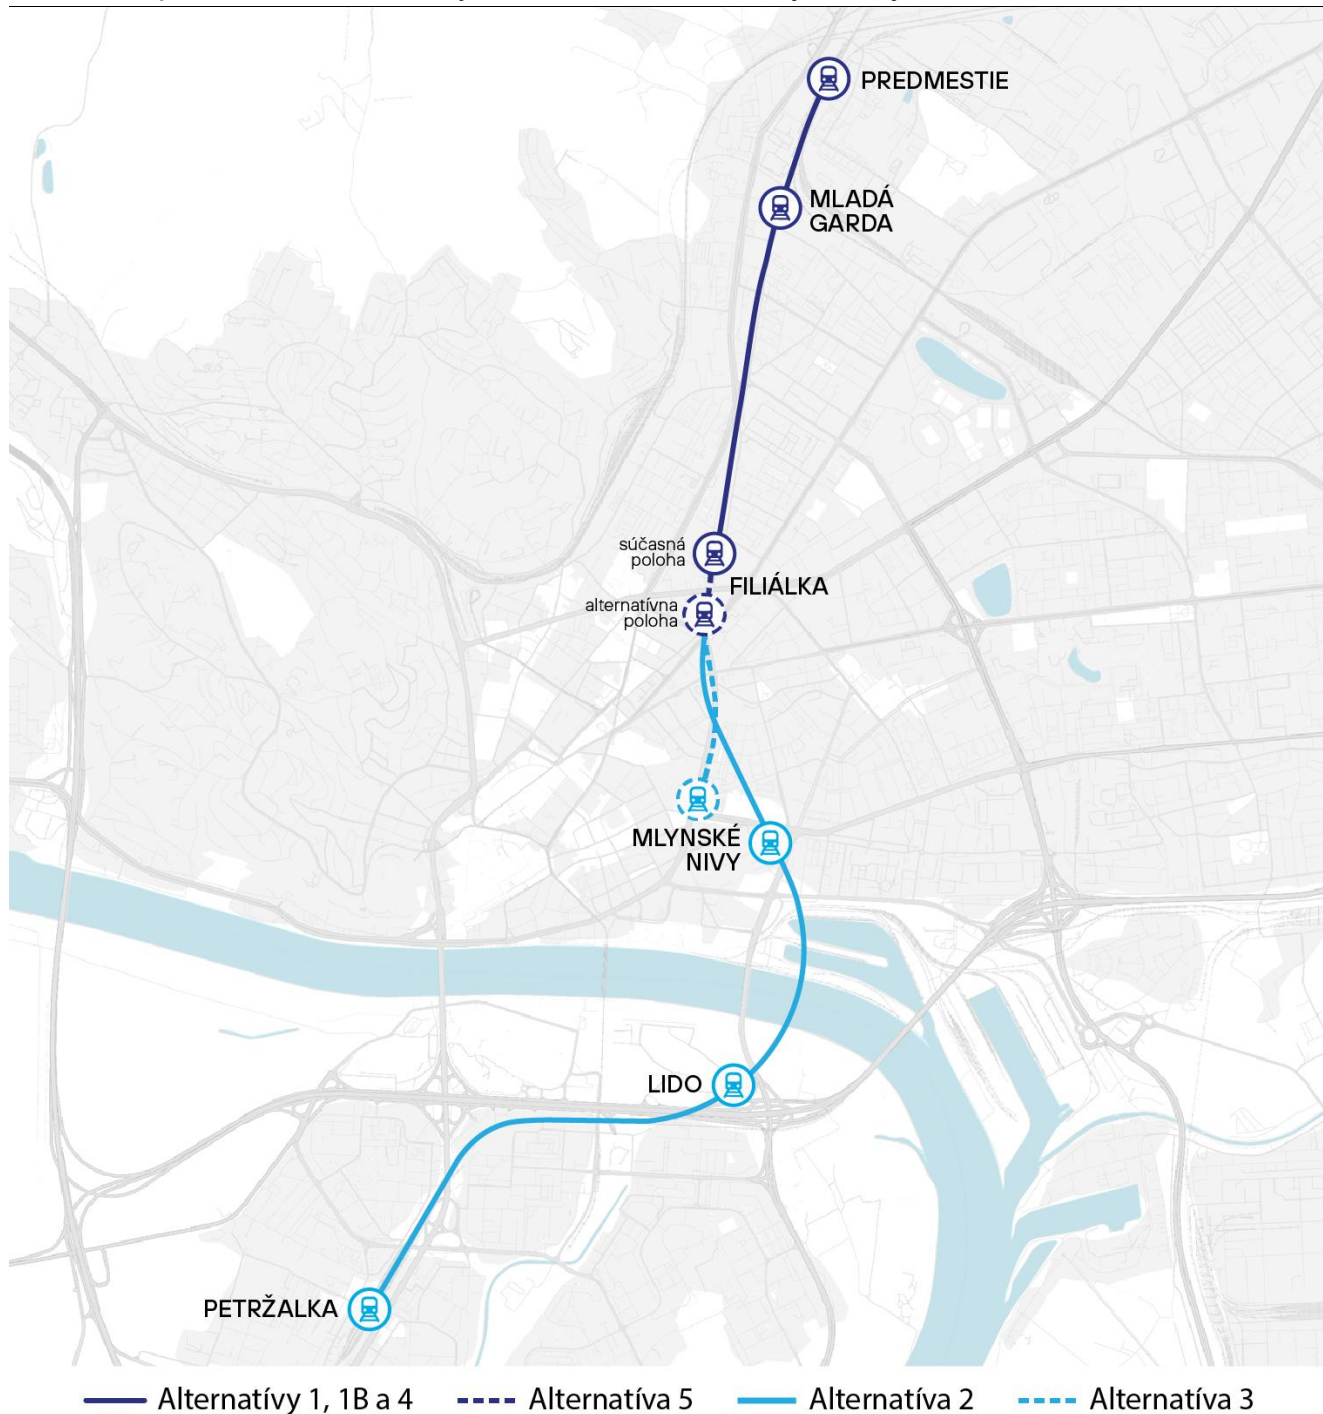 PREDMESTIE
MLADÁ
GARDA
súčasná
poloha
FILIÁLKA
alternatívna
poloha
MLYNSKÉ
NIVY
LIDO
PETRŽALKA
Alternatívy 1, 1B a 4
Alternatíva 5
Alternatíva 2
Alternatíva 3